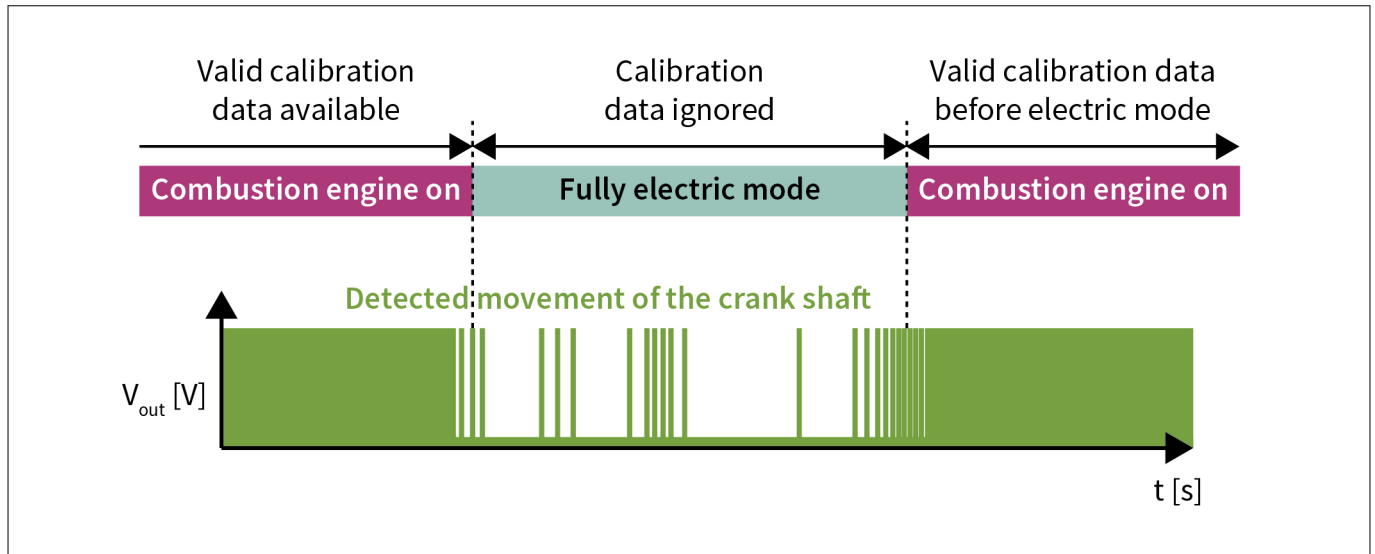 Valid calibration
data available
Calibration
data ignored
Valid calibration data
before electric mode
Combustion engine on
Fully electric mode
Combustion engine on
Detected movement of the crank shaft
Vout [V]
t [s]